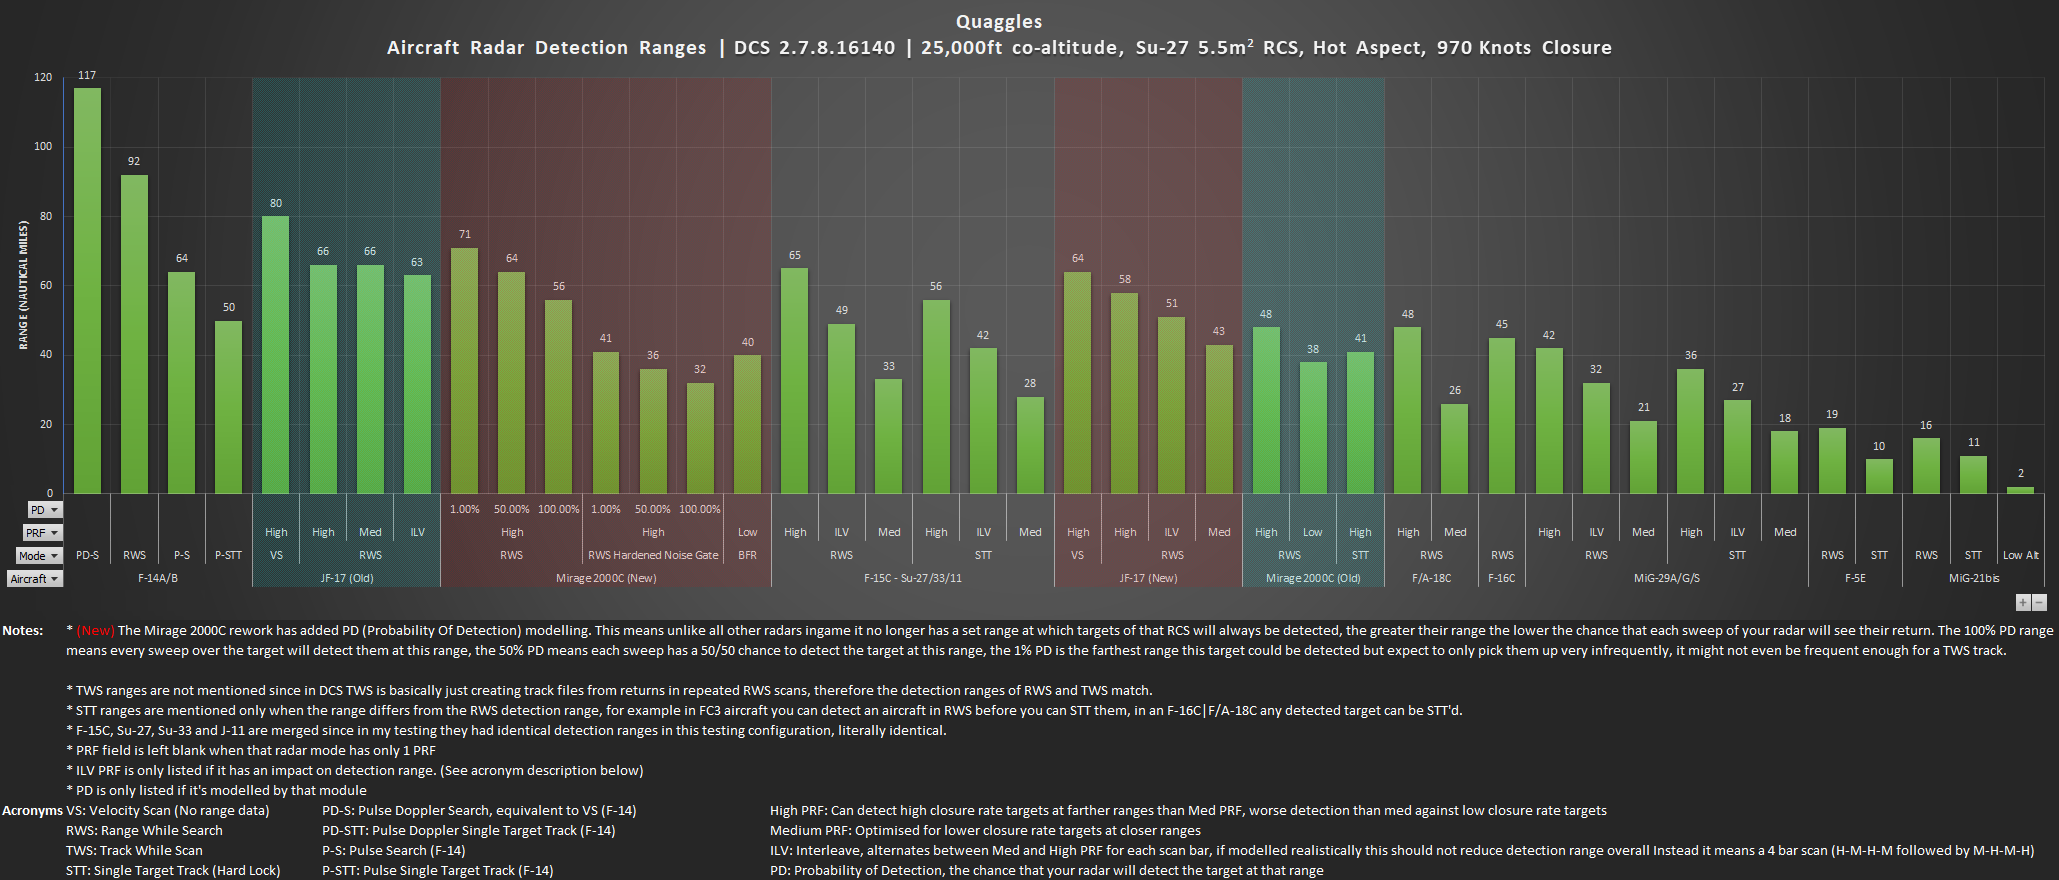 Quaggles
Aircraft Radar Detection Ranges | DCS 2.7.8.16140 | 25,000ft co-altitude, Su-27 5.5m² RCS, Hot Aspect, 970 Knots Closure
RANGE (NAUTICAL MILES)
120
100
80
60
40
20
0
117 92 64 50 80 66 66 63 71 64 56 41 36 32 40 65 49 33 56 42 28 64 58 51 43 48 38 41 48 26 45 42 32 21 36 27 18 19 10 16 11 2
PD 1.00% 50.00% 100.00% 1.00% 50.00% 100.00%
PRF High High Med ILV High High Low High ILV Med High ILV Med High High ILV Med High Low High High Med High ILV Med High ILV Med
Mode PD-S RWS P-S P-STT VS RWS RWS RWS Hardened Noise Gate BFR RWS STT VS RWS RWS STT RWS RWS RWS STT RWS STT RWS STT Low Alt
Aircraft F-14A/B JF-17 (Old) Mirage 2000C (New) F-15C - Su-27/33/11 JF-17 (New) Mirage 2000C (Old) F/A-18C F-16C MiG-29A/G/S F-5E MiG-21bis
+ −
Notes: * (New) The Mirage 2000C rework has added PD (Probability Of Detection) modelling. This means unlike all other radars ingame it no longer has a set range at which targets of that RCS will always be detected, the greater their range the lower the chance that each sweep of your radar will see their return. The 100% PD range
means every sweep over the target will detect them at this range, the 50% PD means each sweep has a 50/50 chance to detect the target at this range, the 1% PD is the farthest range this target could be detected but expect to only pick them up very infrequently, it might not even be frequent enough for a TWS track.
* TWS ranges are not mentioned since in DCS TWS is basically just creating track files from returns in repeated RWS scans, therefore the detection ranges of RWS and TWS match.
* STT ranges are mentioned only when the range differs from the RWS detection range, for example in FC3 aircraft you can detect an aircraft in RWS before you can STT them, in an F-16C|F/A-18C any detected target can be STT'd.
* F-15C, Su-27, Su-33 and J-11 are merged since in my testing they had identical detection ranges in this testing configuration, literally identical.
* PRF field is left blank when that radar mode has only 1 PRF
* ILV PRF is only listed if it has an impact on detection range. (See acronym description below)
* PD is only listed if it's modelled by that module
Acronyms VS: Velocity Scan (No range data) PD-S: Pulse Doppler Search, equivalent to VS (F-14) High PRF: Can detect high closure rate targets at farther ranges than Med PRF, worse detection than med against low closure rate targets
RWS: Range While Search PD-STT: Pulse Doppler Single Target Track (F-14) Medium PRF: Optimised for lower closure rate targets at closer ranges
TWS: Track While Scan P-S: Pulse Search (F-14) ILV: Interleave, alternates between Med and High PRF for each scan bar, if modelled realistically this should not reduce detection range overall Instead it means a 4 bar scan (H-M-H-M followed by M-H-M-H)
STT: Single Target Track (Hard Lock) P-STT: Pulse Single Target Track (F-14) PD: Probability of Detection, the chance that your radar will detect the target at that range